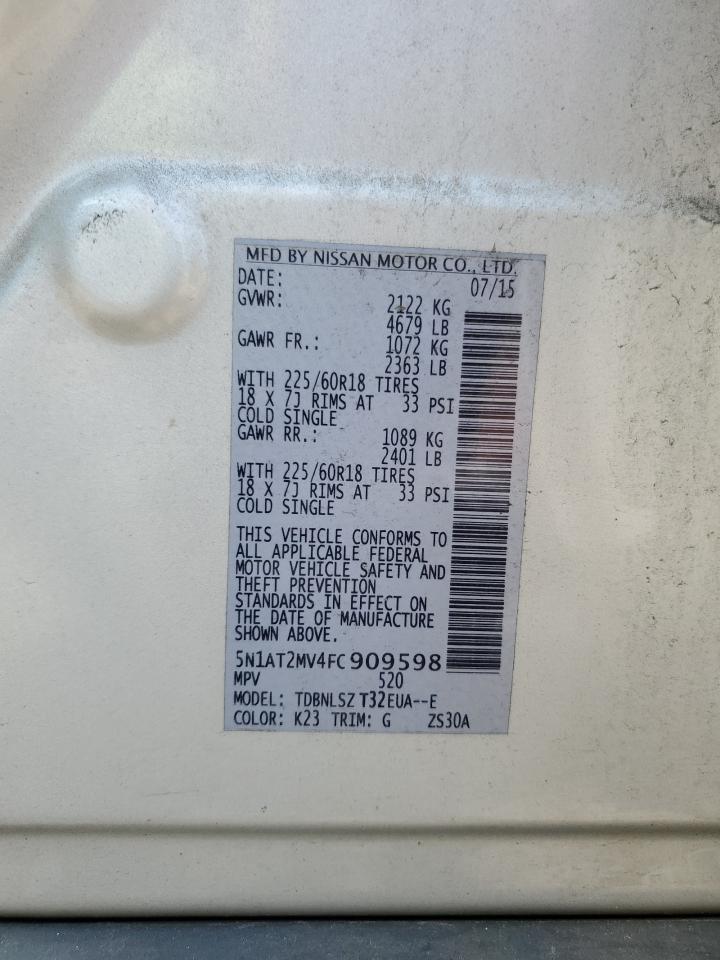 MFD BY NISSAN MOTOR CO., LTD.
DATE: 07/15
GVWR: 2122 KG
4679 LB
GAWR FR.: 1072 KG
2363 LB
WITH 225/60R18 TIRES
18 X 7J RIMS AT 33 PSI
COLD SINGLE
GAWR RR.: 1089 KG
2401 LB
WITH 225/60R18 TIRES
18 X 7J RIMS AT 33 PSI
COLD SINGLE
THIS VEHICLE CONFORMS TO
ALL APPLICABLE FEDERAL
MOTOR VEHICLE SAFETY AND
THEFT PREVENTION
STANDARDS IN EFFECT ON
THE DATE OF MANUFACTURE
SHOWN ABOVE.
5N1AT2MV4FC909598
MPV 520
MODEL: TDBNLSZ T32EUA--E
COLOR: K23 TRIM: G ZS30A